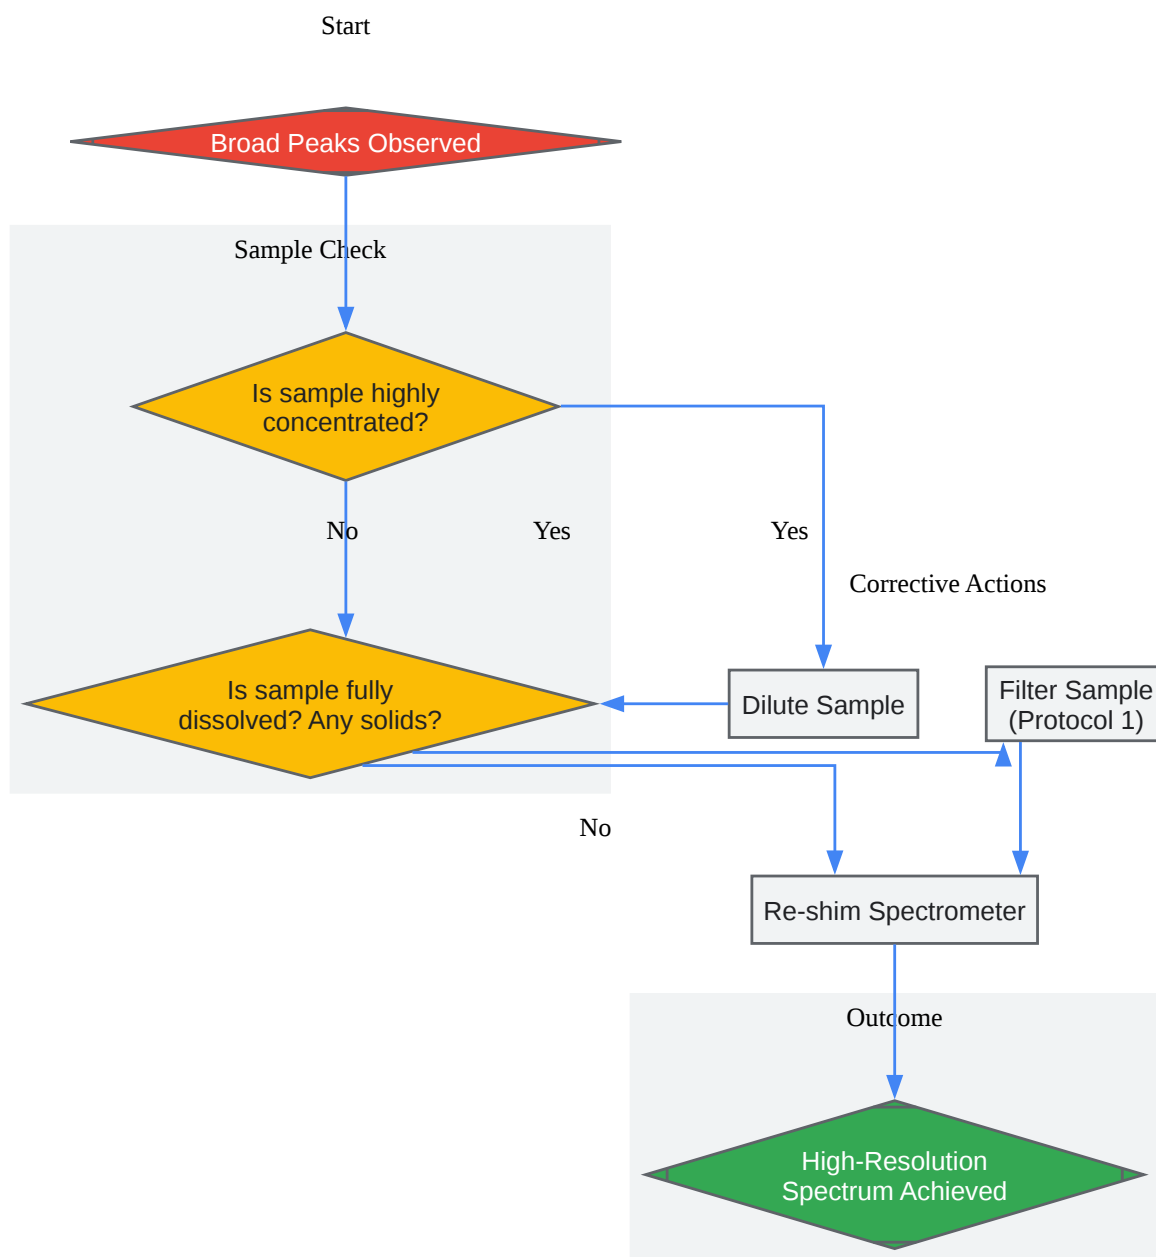 Start
Broad Peaks Observed
Sample Check
Is sample highly
concentrated?
No
Yes
Yes
Corrective Actions
Is sample fully
dissolved? Any solids?
Dilute Sample
Filter Sample
(Protocol 1)
No
Re-shim Spectrometer
Outcome
High-Resolution
Spectrum Achieved